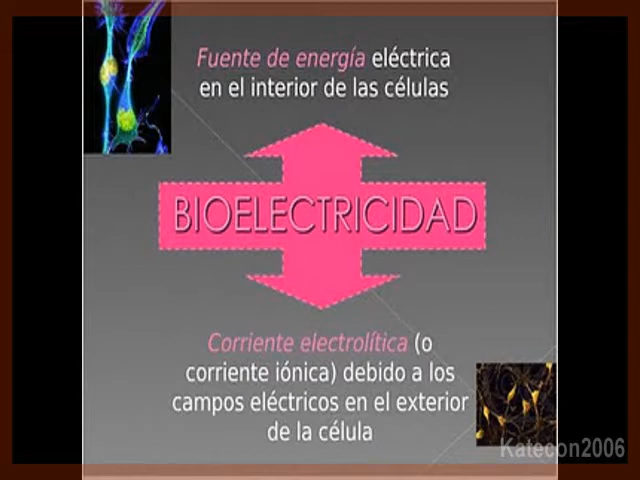 Fuente de energía eléctrica
en el interior de las células
BIOELECTRICIDAD
Corriente electrolítica (o
corriente iónica) debido a los
campos eléctricos en el exterior
de la célula
Katecon2006